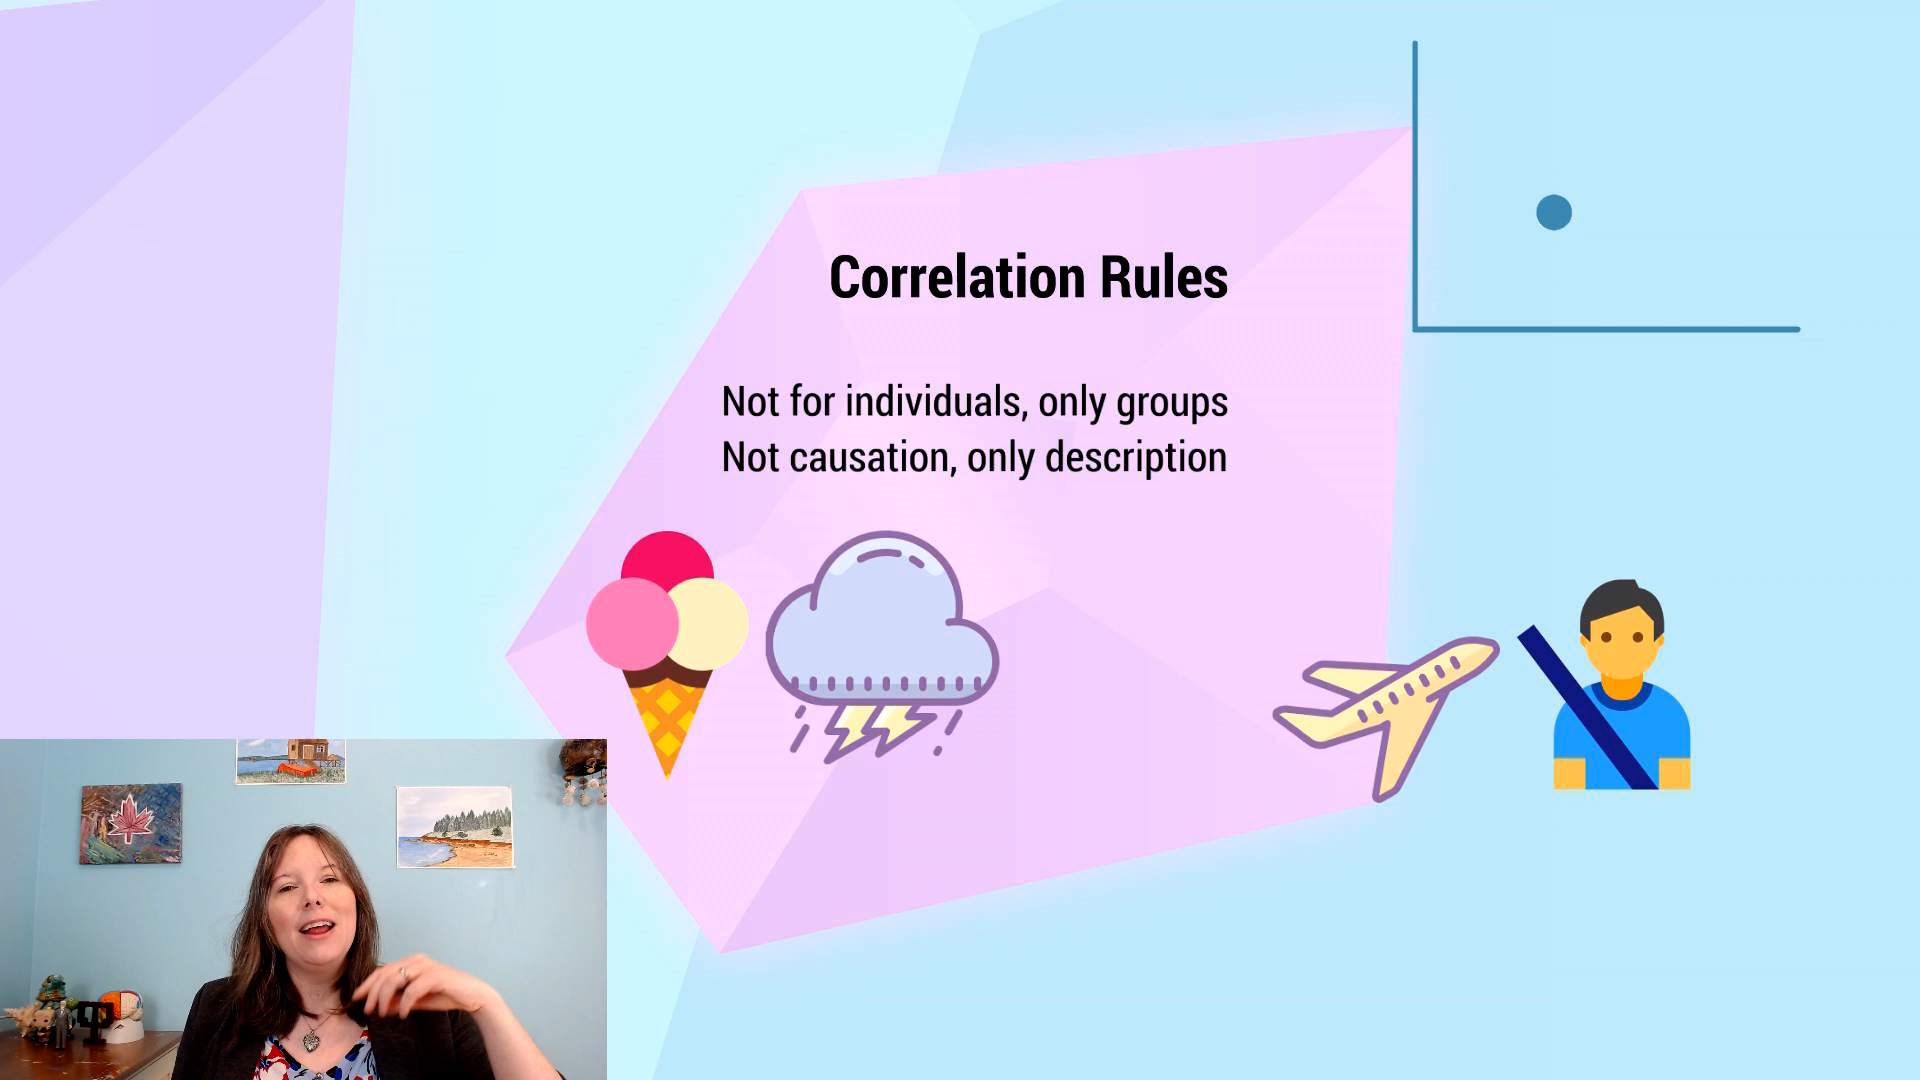 Correlation Rules
Not for individuals, only groups
Not causation, only description